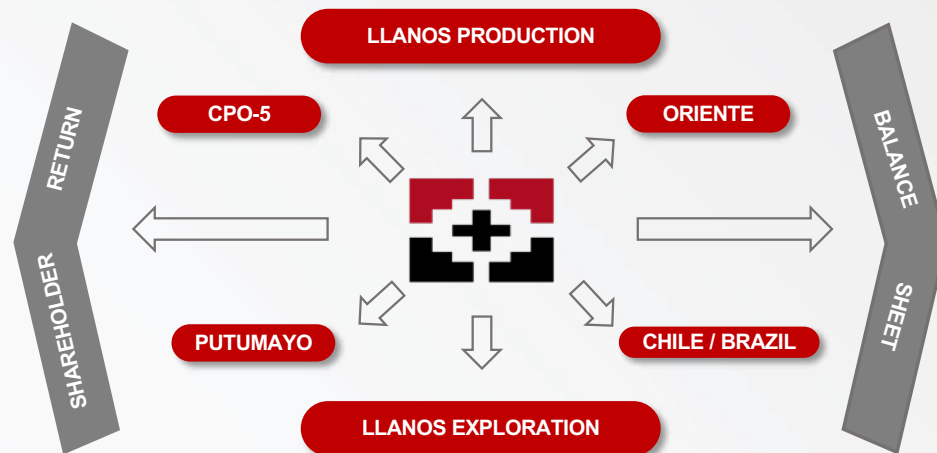 LLANOS PRODUCTION
CPO-5
ORIENTE
SHAREHOLDER RETURN
BALANCE SHEET
PUTUMAYO
CHILE / BRAZIL
LLANOS EXPLORATION